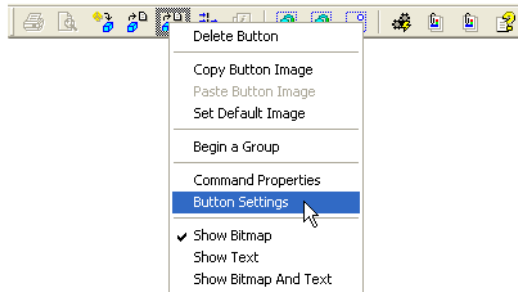 Delete Button
Copy Button Image
Paste Button Image
Set Default Image
Begin a Group
Command Properties
Button Settings
Show Bitmap
Show Text
Show Bitmap And Text